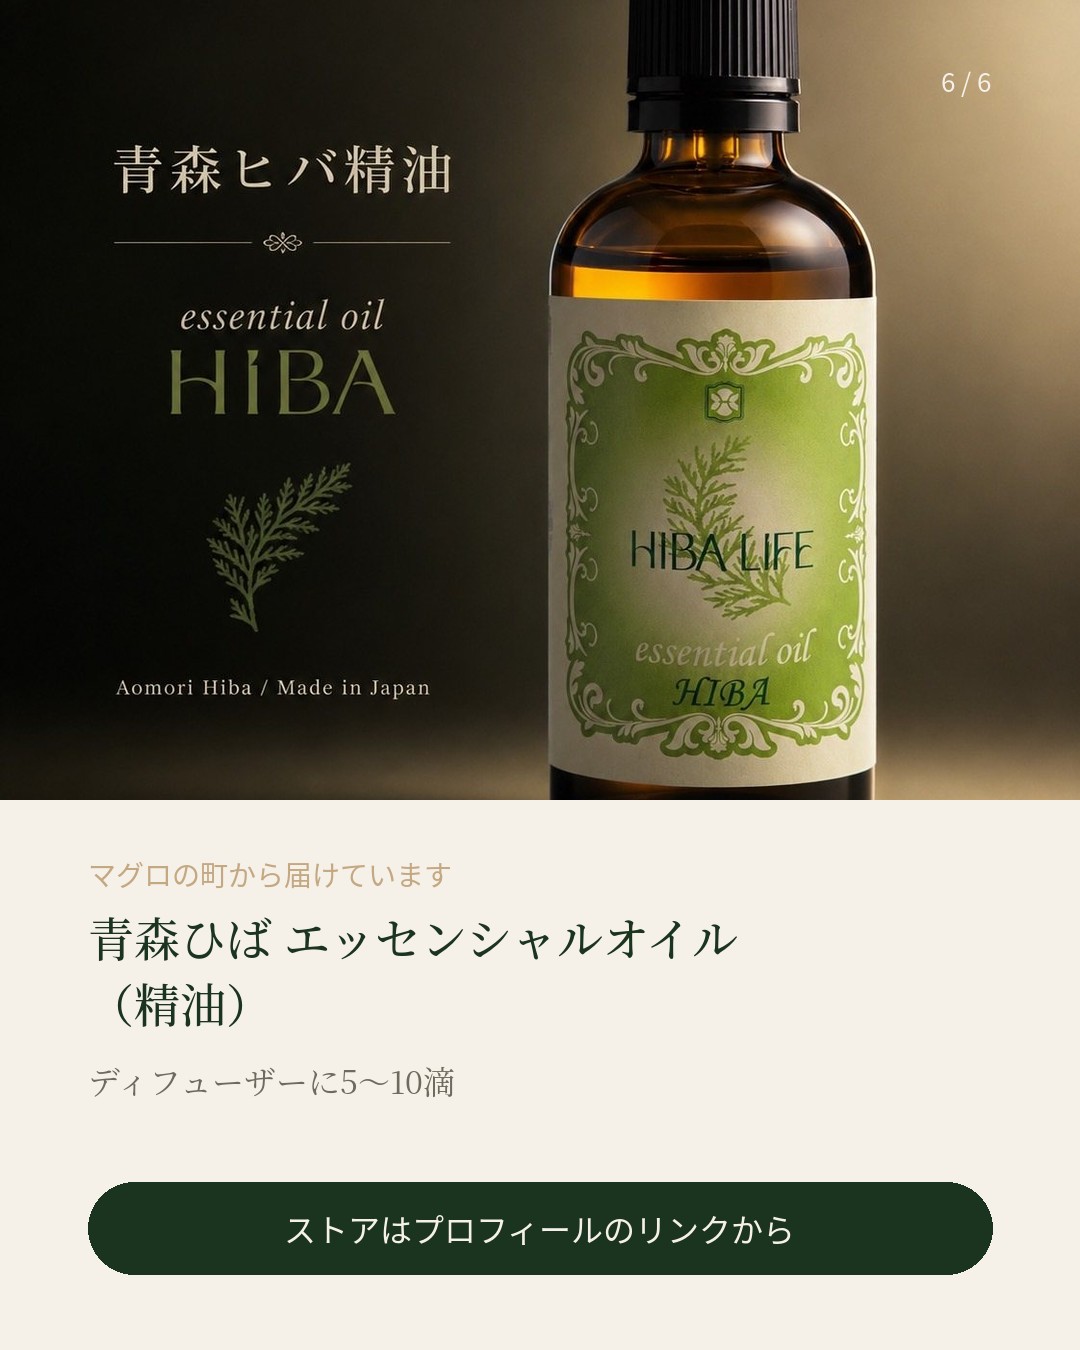 6 / 6
青森ヒバ精油
essential oil
HIBA
Aomori Hiba / Made in Japan
HIBA LIFE
essential oil
HIBA
マグロの町から届けています
青森ひば エッセンシャルオイル
（精油）
ディフューザーに5〜10滴
ストアはプロフィールのリンクから